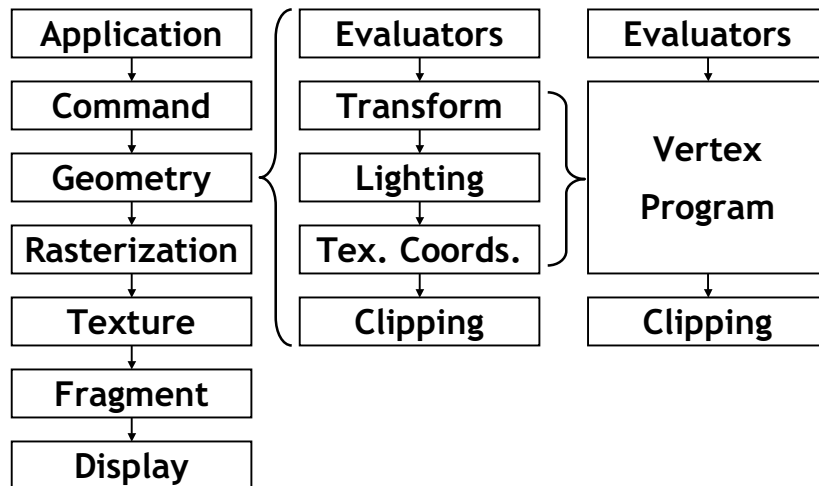 Application
Command
Geometry
Rasterization
Texture
Fragment
Display
Evaluators
Transform
Lighting
Tex. Coords.
Clipping
Evaluators
Vertex
Program
Clipping